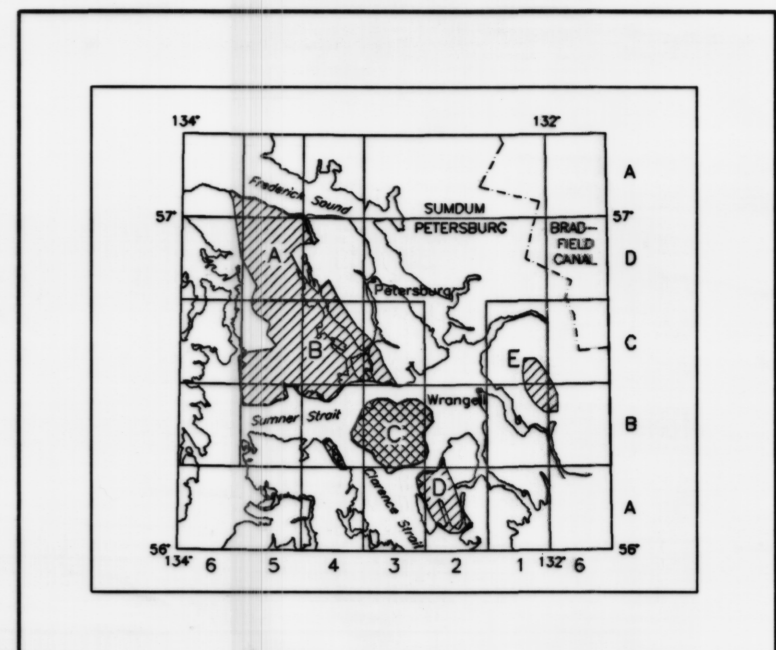 134° 132°
A
Frederick Sound
SUMDUM
57° 57°
PETERSBURG
BRAD-
FIELD
CANAL
A D
Petersburg
B C
E
Wrangell
Sumner Strait C B
Clarence Strait
D A
56° 56°
134° 6 5 4 3 2 1 132° 6